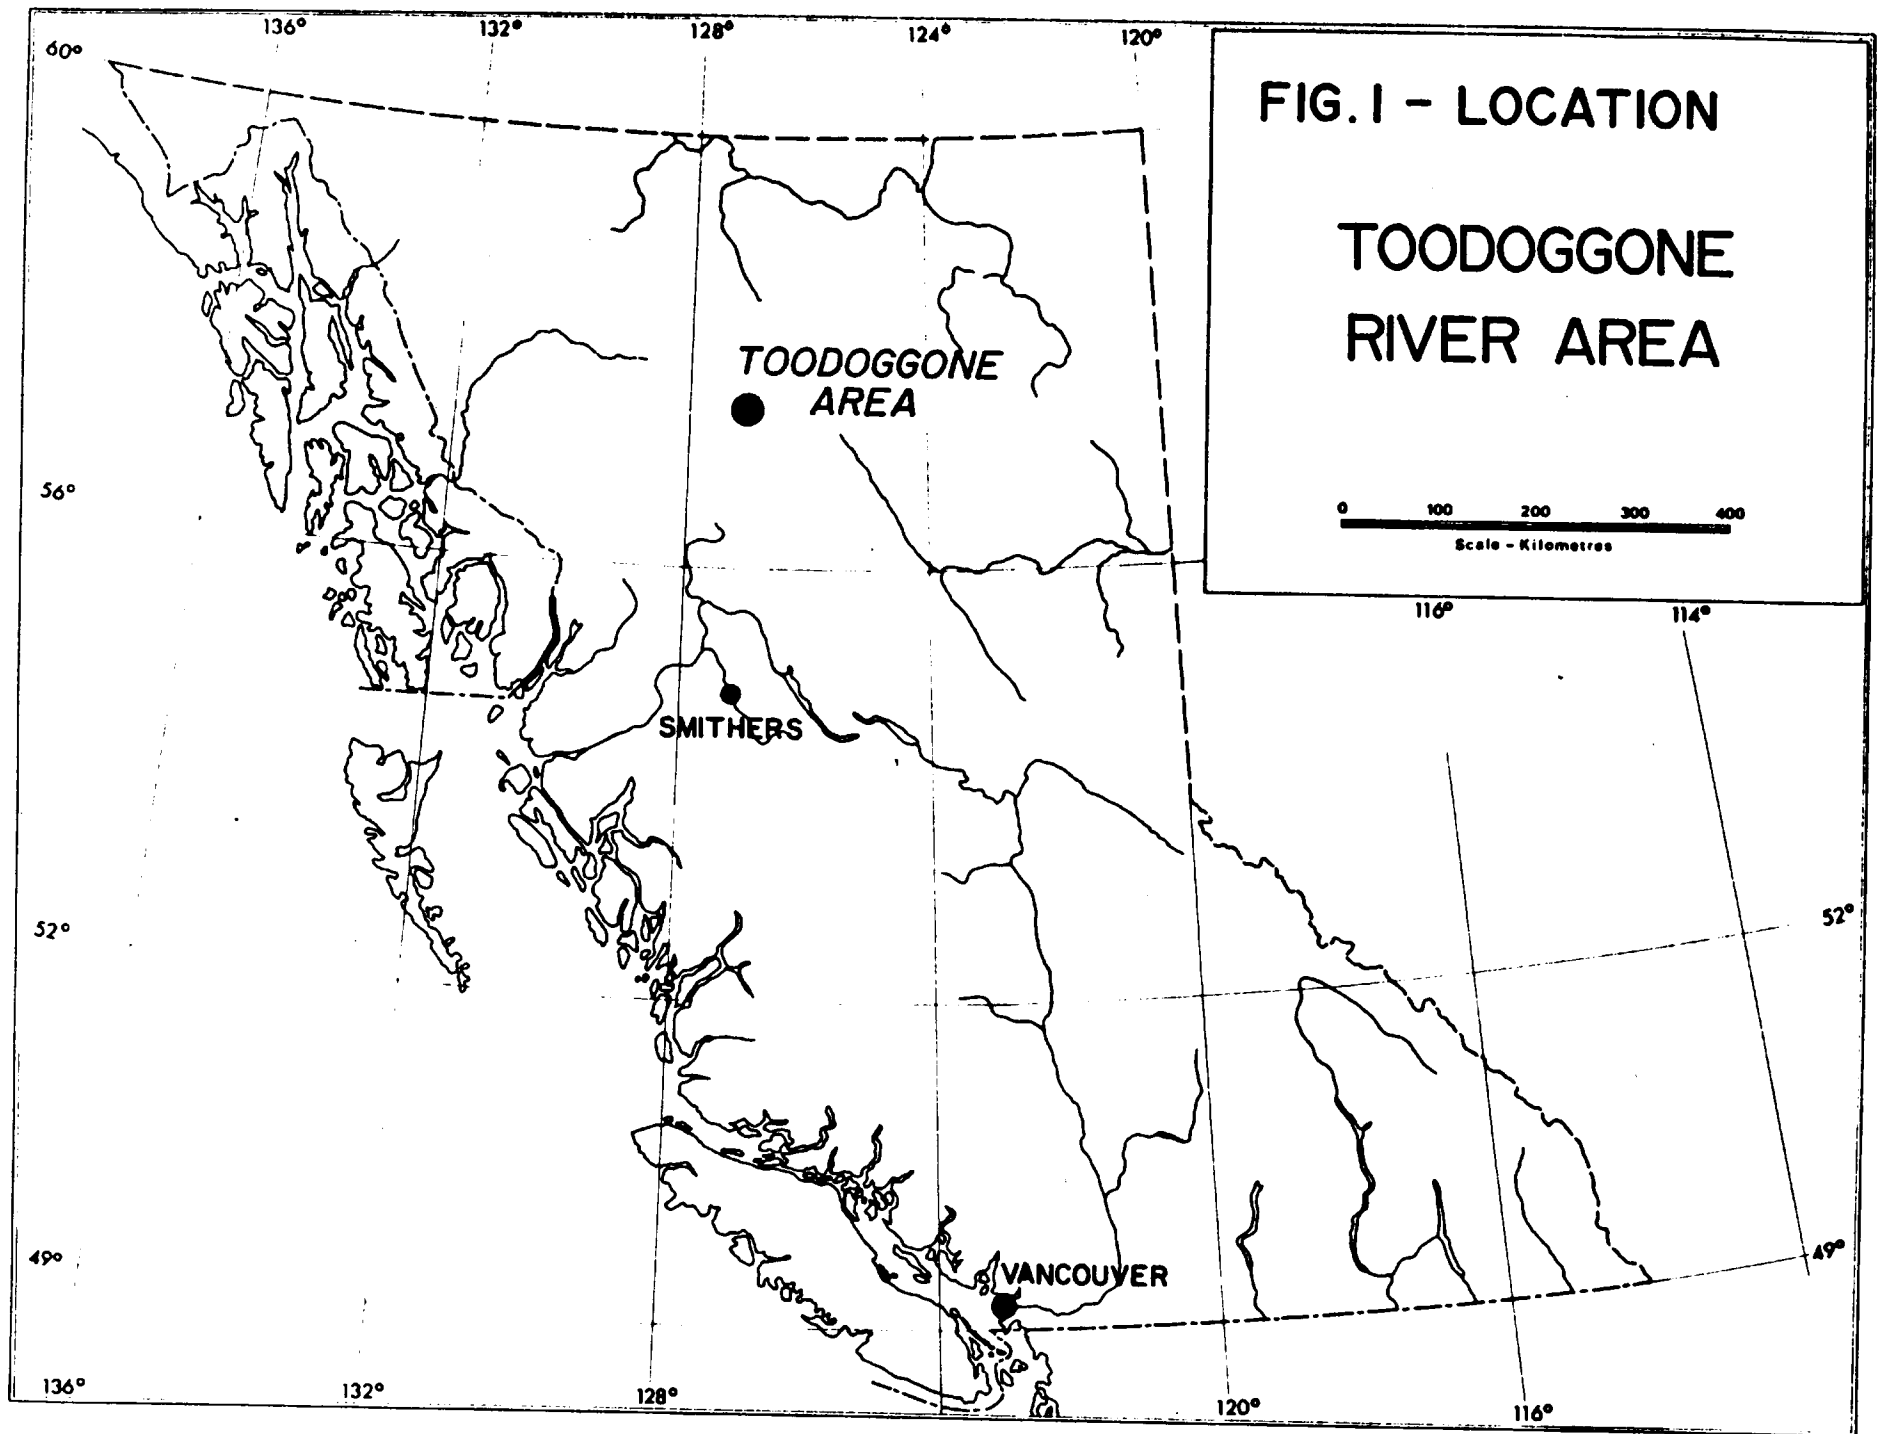 136°
132°
128°
124°
120°
60°
FIG. 1 - LOCATION
TOODOGGONE
RIVER AREA
TOODOGGONE
AREA
56°
0 100 200 300 400
Scale - Kilometres
116°
114°
SMITHERS
52°
52°
49°
VANCOUVER
49°
136°
132°
128°
120°
116°